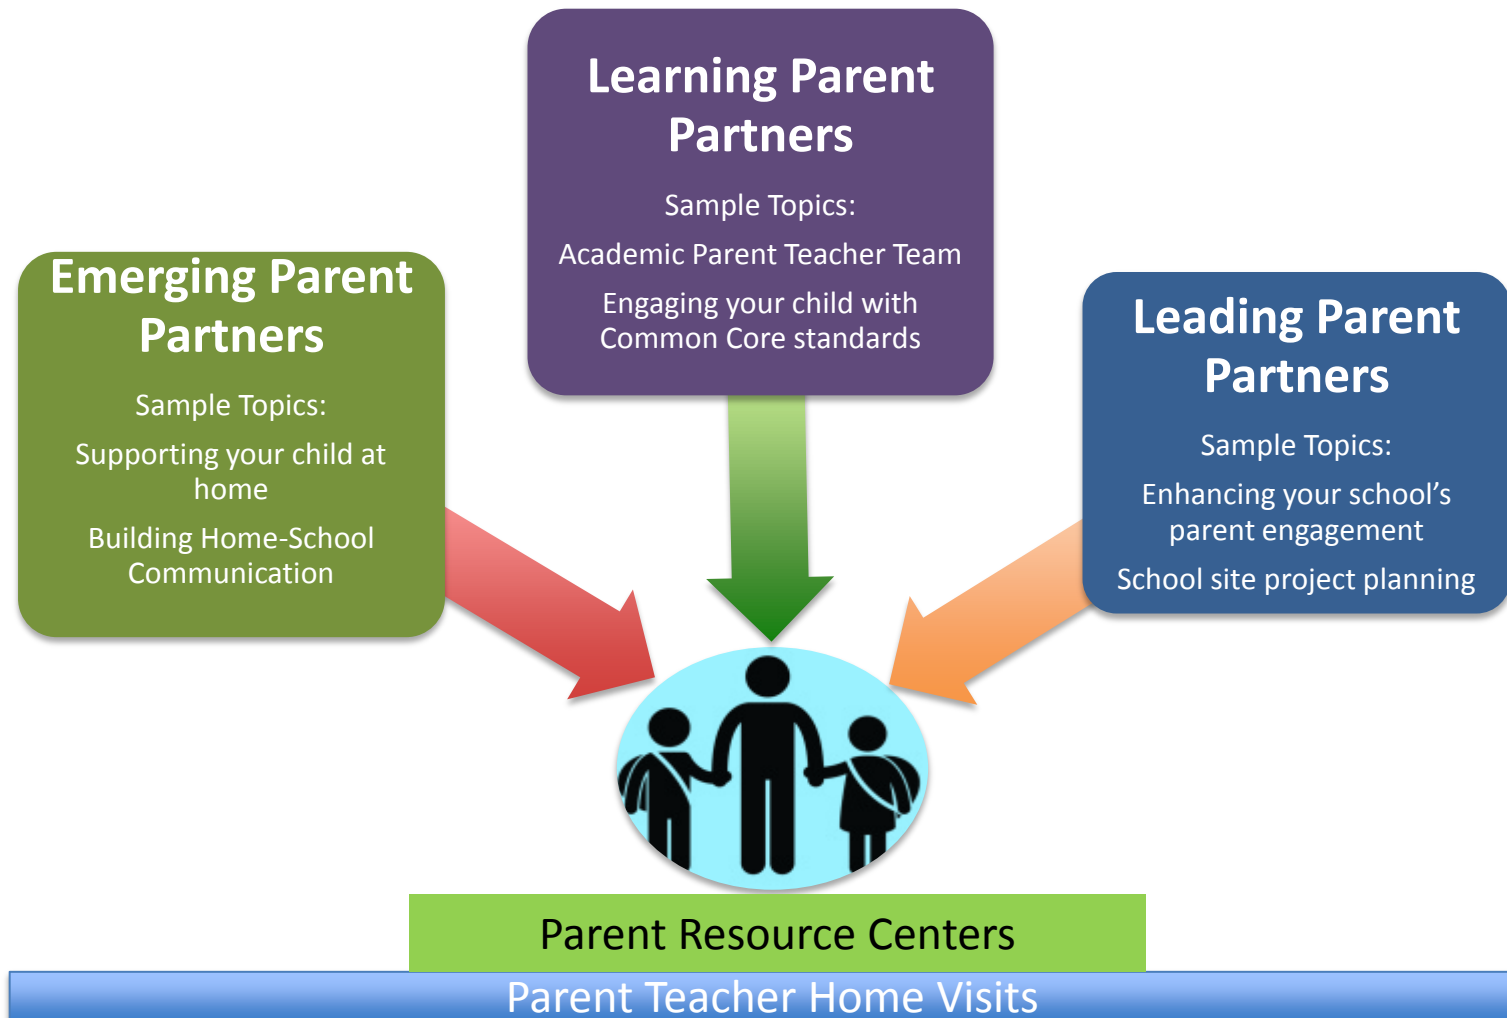 Learning Parent
Partners
Sample Topics:
Academic Parent Teacher Team
Engaging your child with
Common Core standards
Emerging Parent
Partners
Sample Topics:
Supporting your child at
home
Building Home-School
Communication
Leading Parent
Partners
Sample Topics:
Enhancing your school’s
parent engagement
School site project planning
Parent Resource Centers
Parent Teacher Home Visits